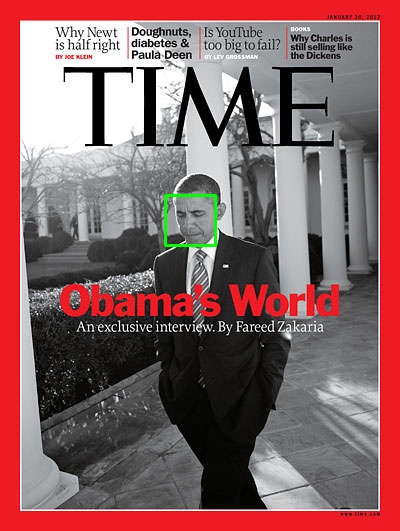 JANUARY 30, 2012
Why Newt
is half right
BY JOE KLEIN
Doughnuts,
diabetes &
Paula Deen
Is YouTube
too big to fail?
BY LEV GROSSMAN
BOOKS
Why Charles is
still selling like
the Dickens
TIME
Obama's World
An exclusive interview. By Fareed Zakaria
www.time.com